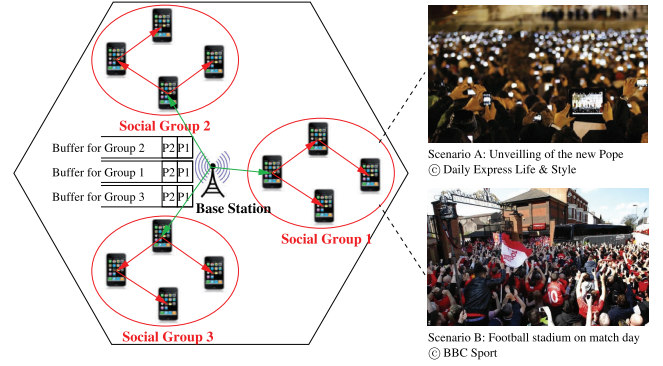 Social Group 2
Buffer for Group 2 P2 P1
Buffer for Group 1 P2 P1
Buffer for Group 3 P2 P1
Base Station
Social Group 1
Social Group 3
Scenario A: Unveilling of the new Pope
© Daily Express Life & Style
Scenario B: Football stadium on match day
© BBC Sport
10